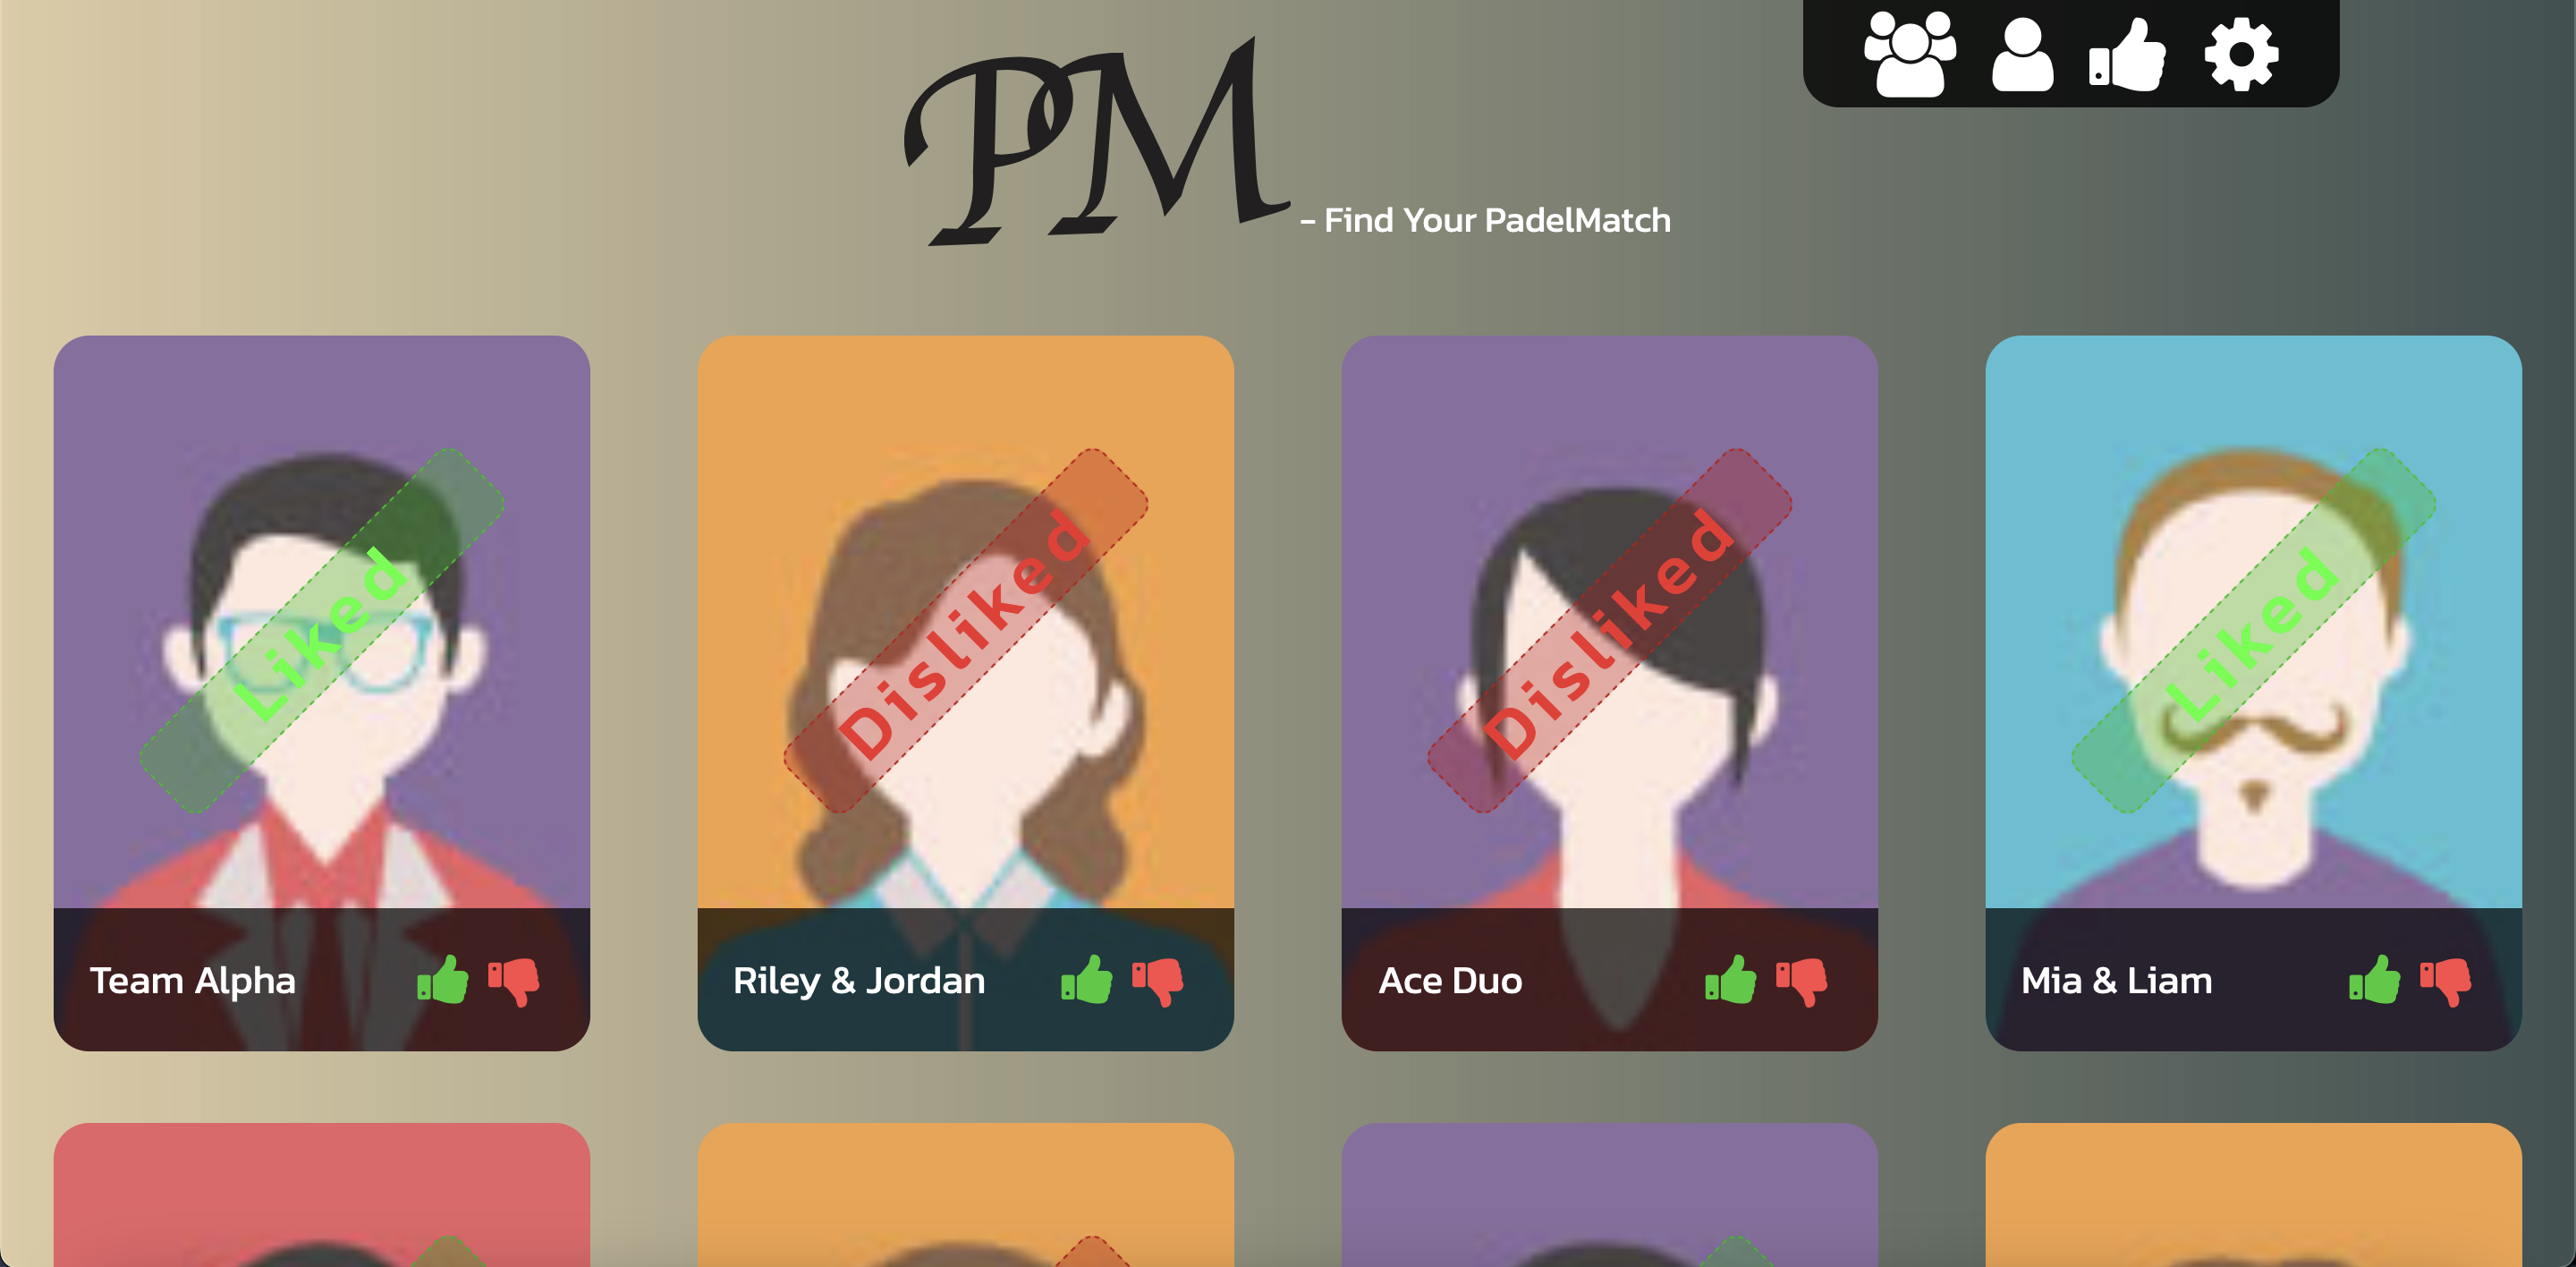 PM
- Find Your PadelMatch
Liked
Disliked
Disliked
Liked
Team Alpha
Riley & Jordan
Ace Duo
Mia & Liam